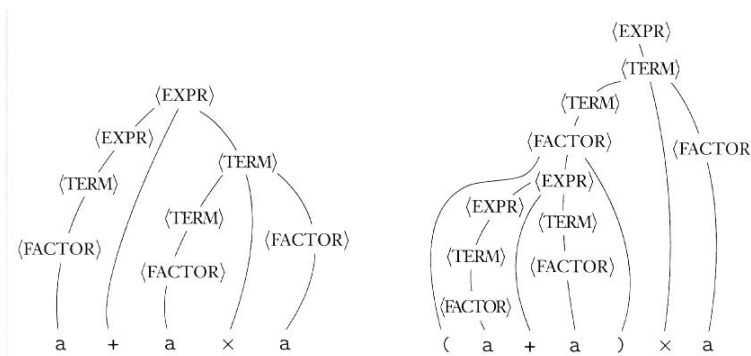 ⟨EXPR⟩
⟨EXPR⟩
⟨TERM⟩
⟨TERM⟩
⟨TERM⟩
⟨FACTOR⟩
⟨FACTOR⟩
⟨FACTOR⟩
a + a × a
⟨EXPR⟩
⟨TERM⟩
⟨TERM⟩
⟨FACTOR⟩ ⟨FACTOR⟩
⟨EXPR⟩
⟨EXPR⟩
⟨TERM⟩
⟨TERM⟩
⟨FACTOR⟩
⟨FACTOR⟩
( a + a ) × a